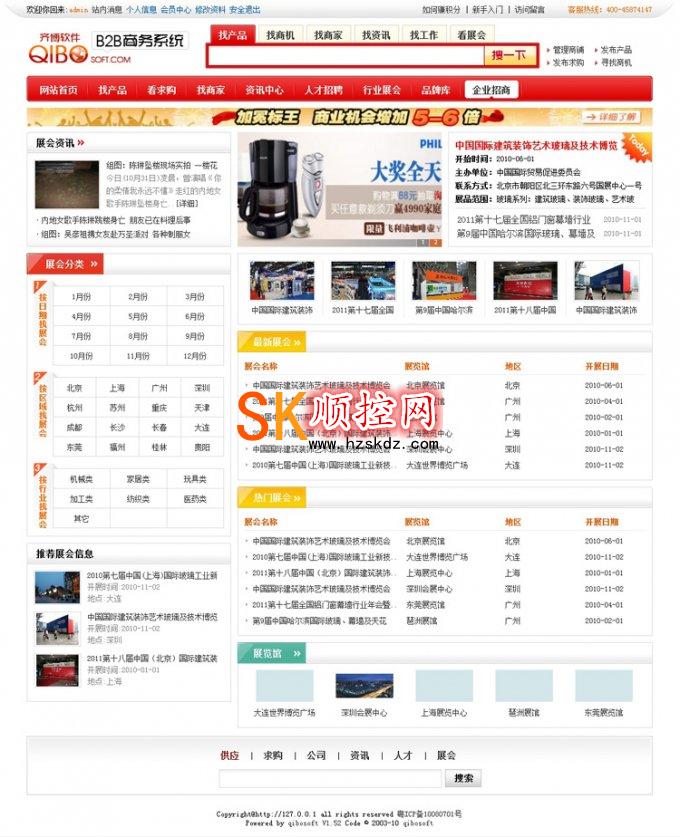 欢迎你回来:admin 站内消息 个人信息 会员中心 修改资料 安全退出
如何赚积分 | 新手入门 | 访问留言 客服热线: 400-45874147
齐博软件
QIBOSOFT.COM
B2B商务系统
找产品 找商机 找商家 找资讯 找工作 看展会
搜一下
管理商铺 发布产品
发布求购 寻找商机
网站首页 找产品 看求购 找商家 资讯中心 人才招聘 行业展会 品牌库 企业招商
加冕标王 商业机会增加5-6倍 详细了解
展会资讯
组图: 陈琳坠楼现场实拍 一楼花
今日(10月31日)凌晨, 曾演唱《你
的柔情我永远不懂》走红的内地女
歌手陈琳坠楼身亡. [详细]
内地女歌手陈琳跳楼身亡 朋友已在料理后事
组图: 吴彦祖携女友赴万圣派对 各种制服女
PHIL
大奖全天
购物满88元抽取
买任意款剃须刀 赢4990家庭
限量 飞利浦咖啡壶
1 2
中国国际建筑装饰艺术玻璃及技术博览
Today
开始时间: 2010-06-01
主办单位: 中国国际贸易促进委员会
联系方式: 北京市朝阳区北三环东路六号国展中心一号
展品范围: 玻璃系列: 建筑玻璃、装饰玻璃、艺术玻
2011第十七届全国铝门窗幕墙行业 2010-11-01
第9届中国哈尔滨国际玻璃、幕墙及 2010-11-02
展会分类
1 按日期找展会
1月份 2月份 3月份
4月份 5月份 6月份
7月份 8月份 9月份
10月份 11月份 12月份
2 按区域找展会
北京 上海 广州 深圳
杭州 苏州 重庆 天津
成都 长沙 长春 大连
东莞 福州 桂林 贵阳
3 按行业找展会
机械类 家居类 玩具类
加工类 纺织类 医药类
其它
中国国际建筑装饰 2011第十七届全国 第9届中国哈尔滨 2011第十八届中国 中国国际建筑装饰
最新展会
展会名称 展览馆 地区 开展日期
中国国际建筑装饰艺术玻璃及技术博览会 北京展览馆 北京 2010-06-01
广州 2010-11-02
广州 2010-04-01
2011第十八届中国（北京）国际建筑装 上海展览中心 上海 2010-01-01
深圳 2010-11-02
2010第七届中国(上海)国际玻璃工业新技.. 大连世界博览广场 大连 2010-11-02
SK顺控网
www.hzskdz.com
热门展会
展会名称 展览馆 地区 开展日期
中国国际建筑装饰艺术玻璃及技术博览会 北京展览馆 北京 2010-06-01
2010第七届中国(上海)国际玻璃工业新技.. 大连世界博览广场 大连 2010-11-02
2011第十八届中国（北京）国际建筑装.. 上海展览中心 上海 2010-01-01
中国国际建筑装饰艺术玻璃及技术博览会 深圳会展中心 深圳 2010-11-02
2011第十七届全国铝门窗幕墙行业年会暨.. 东莞展览馆 广州 2010-11-01
第9届中国哈尔滨国际玻璃、幕墙及天花 琶洲展馆 广州 2010-04-01
推荐展会信息
2010第七届中国(上海)国际玻璃工业新
开展时间:2010-11-02
地点:大连
中国国际建筑装饰艺术玻璃及技术博览
开展时间:2010-11-02
地点:深圳
2011第十八届中国（北京）国际建筑装
开展时间:2010-01-01
地点:上海
展览馆
大连世界博览广场 深圳会展中心 上海展览中心 琶洲展馆 东莞展览馆
供应 | 求购 | 公司 | 资讯 | 人才 | 展会
搜索
Copyright@http://127.0.0.1 all rights reserved 粤ICP备10000701号
Powered by qibosoft V1.52 Code © 2003-10 qibosoft